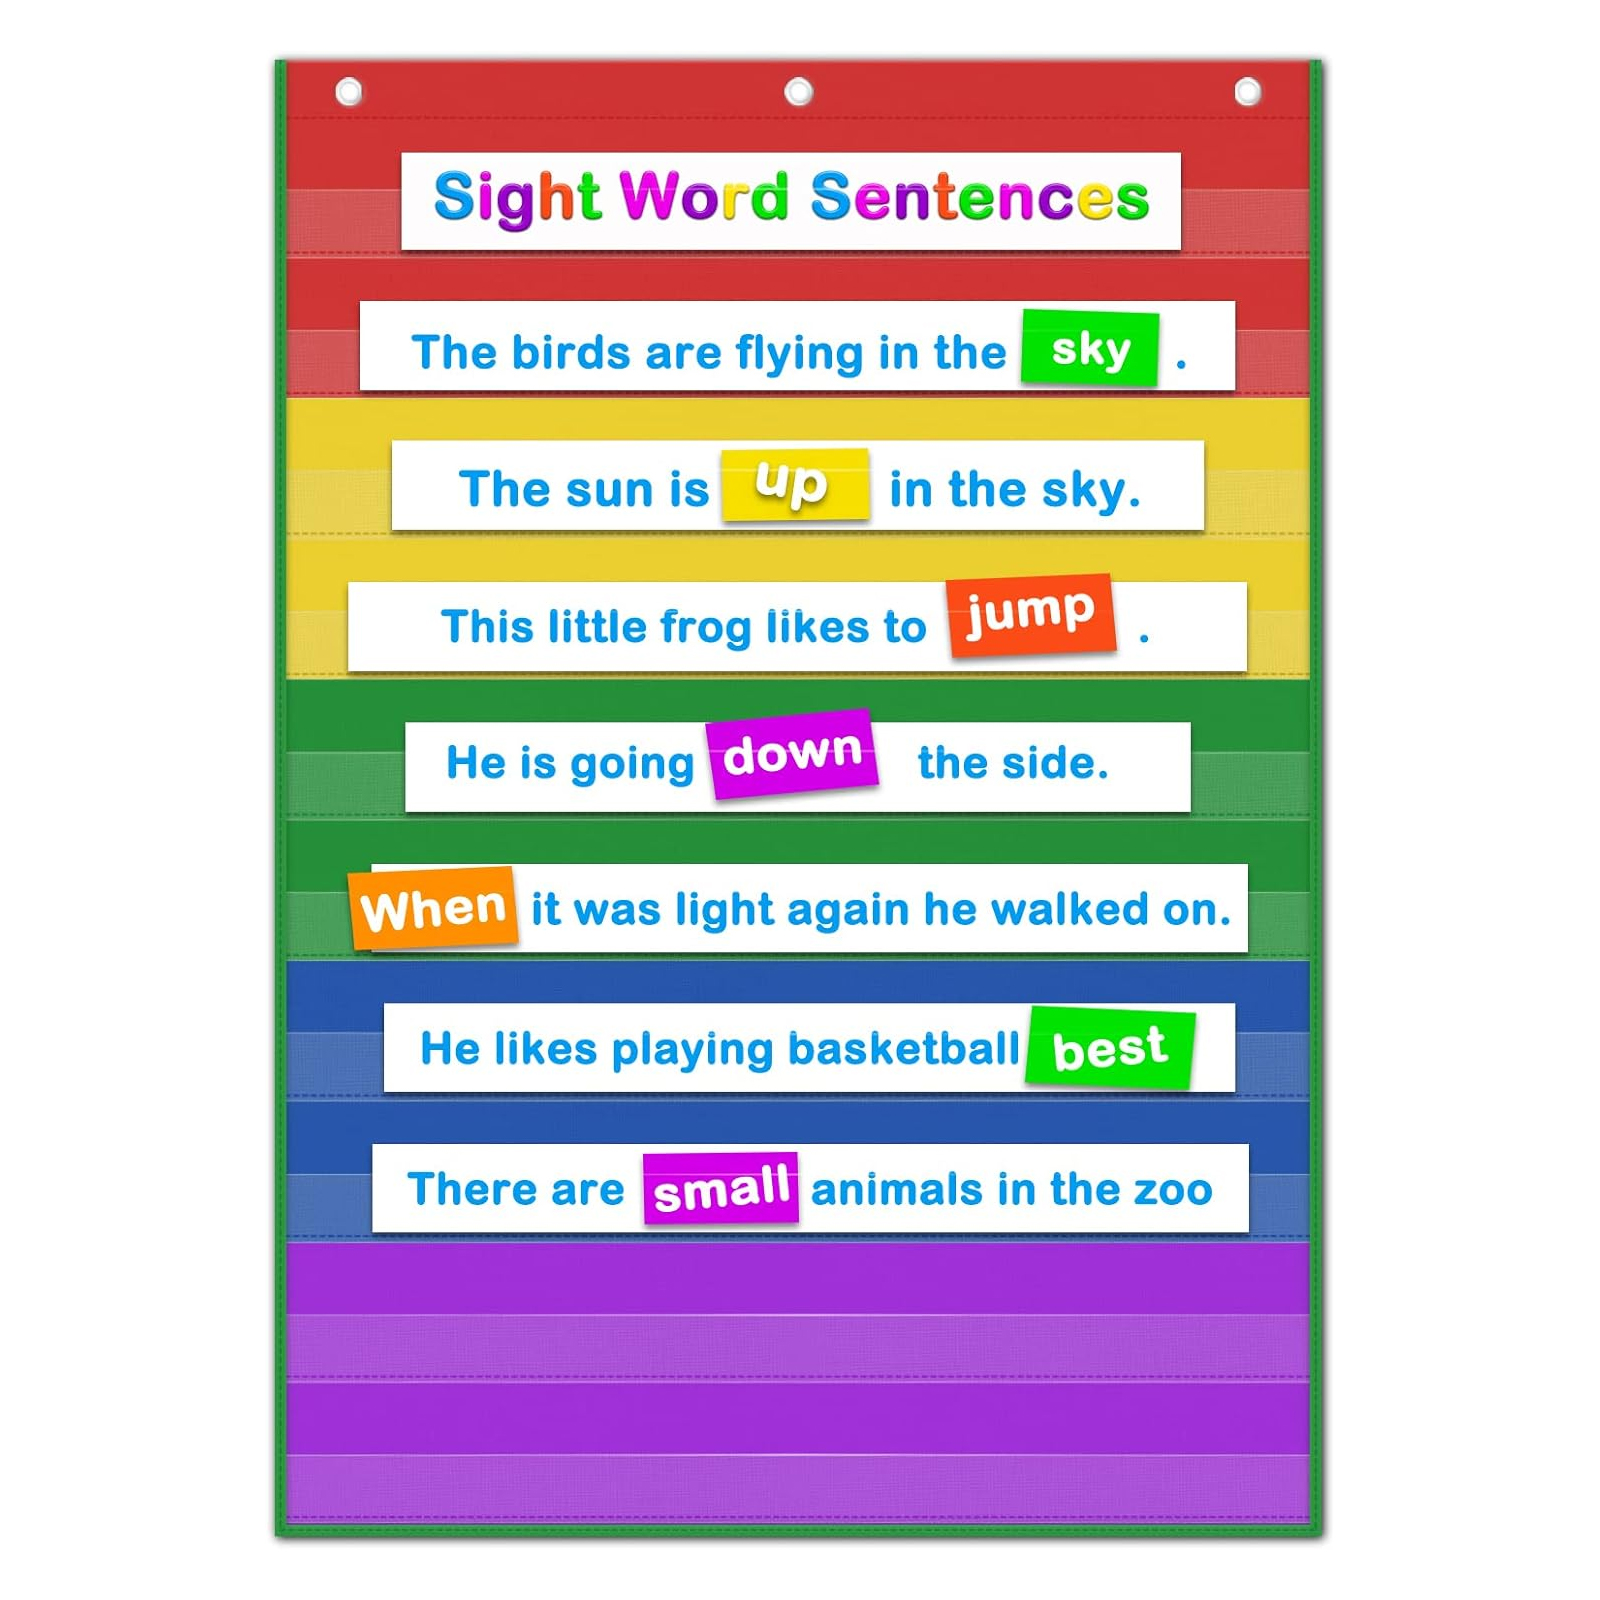 Sight Word Sentences
The birds are flying in the sky .
The sun is up in the sky.
This little frog likes to jump .
He is going down the side.
When it was light again he walked on.
He likes playing basketball best
There are small animals in the zoo